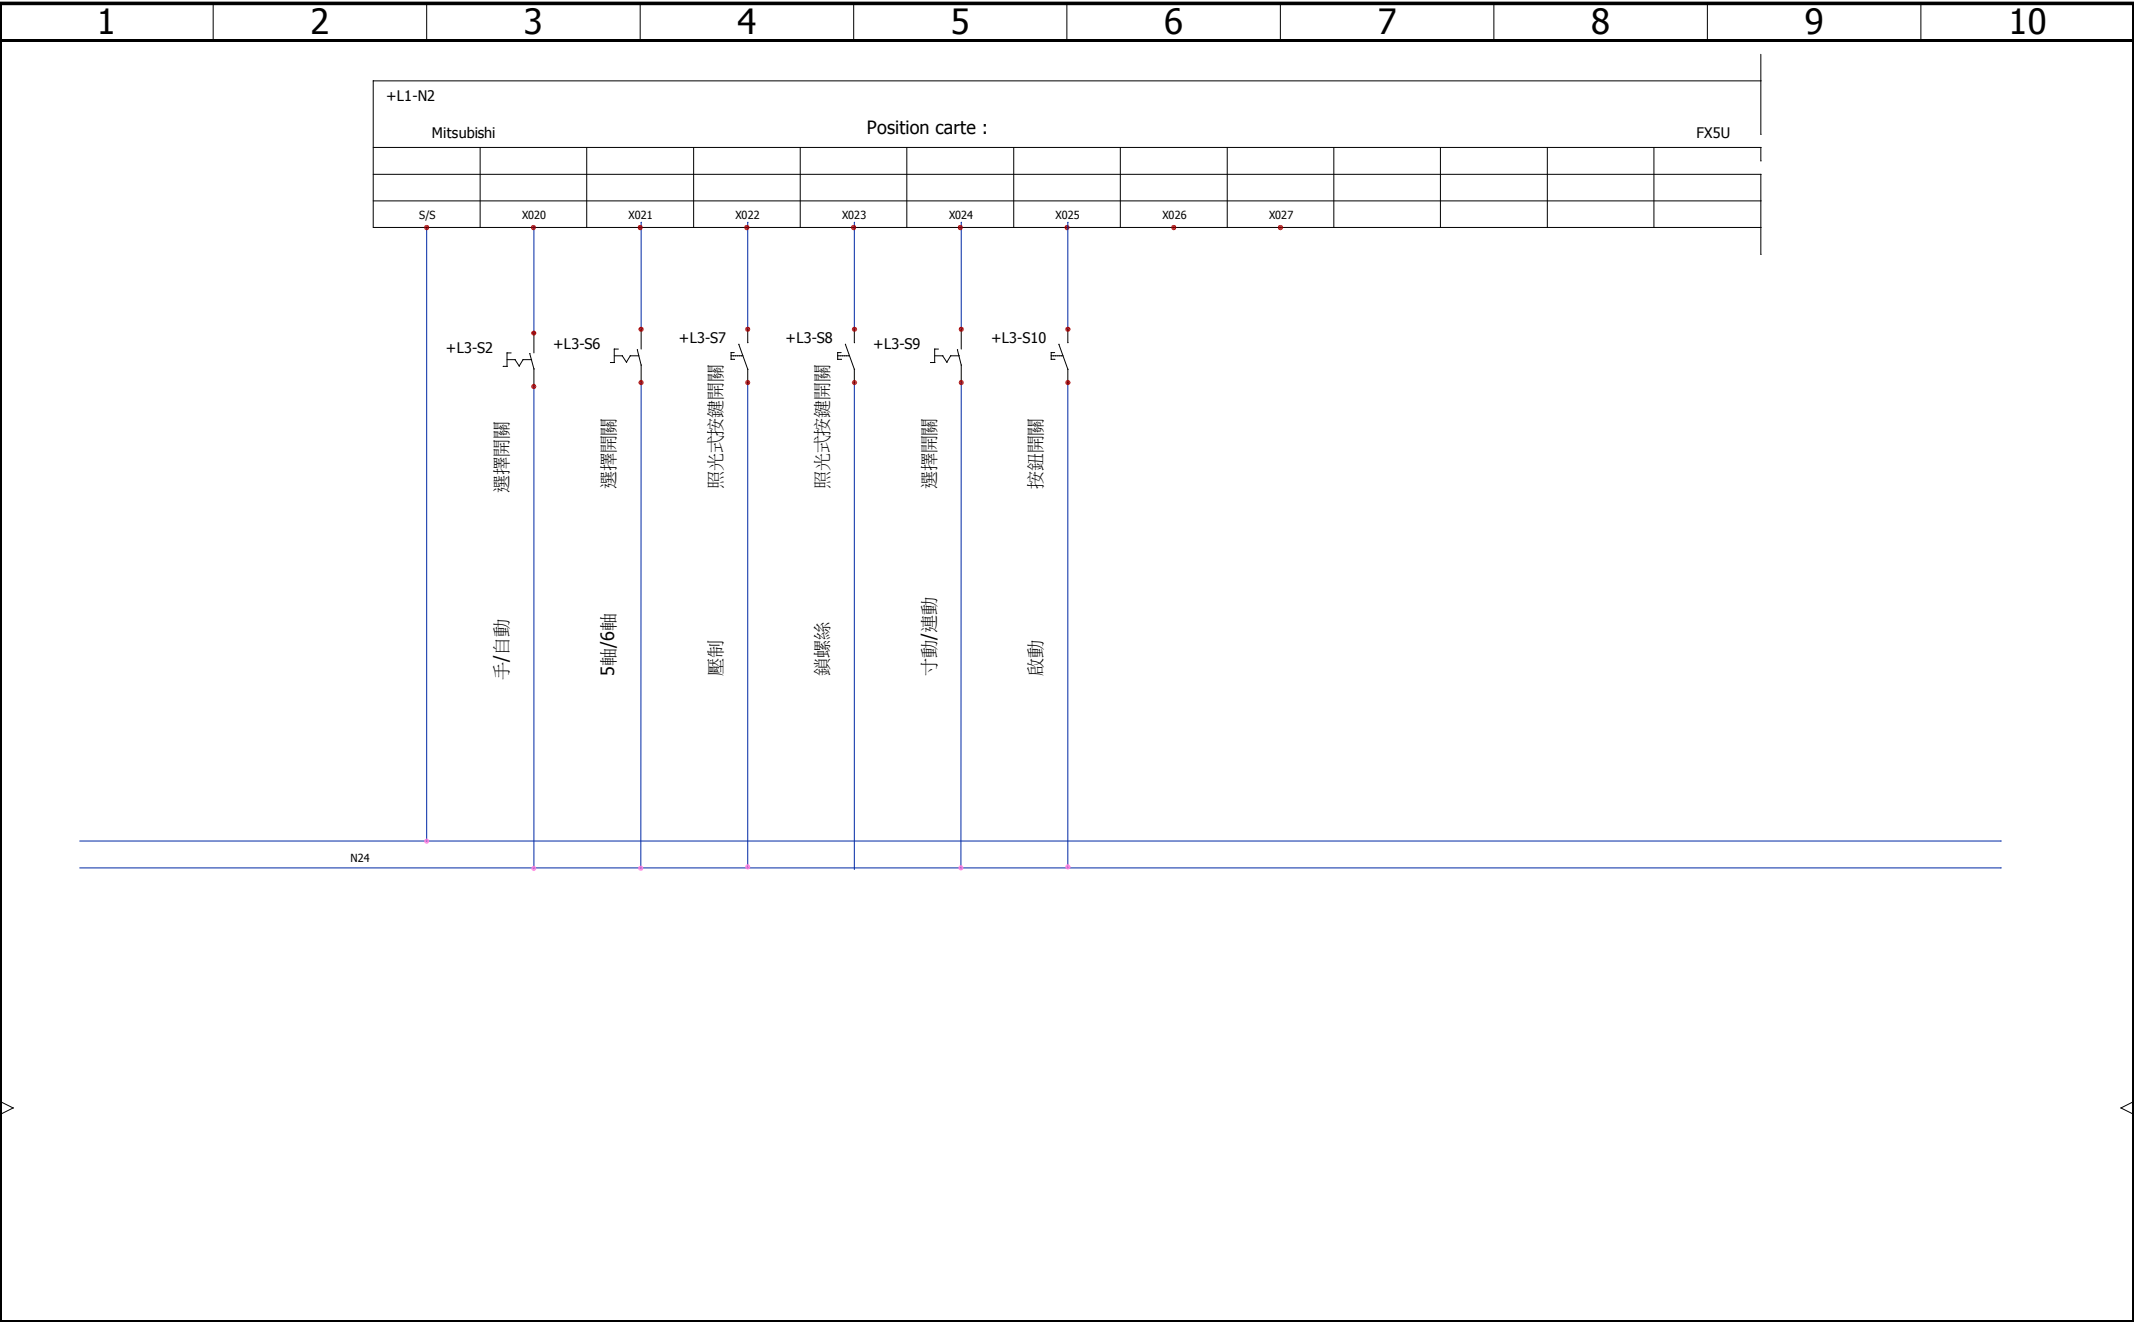 1 2 3 4 5 6 7 8 9 10
+L1-N2
Mitsubishi Position carte : FX5U
S/S X020 X021 X022 X023 X024 X025 X026 X027
+L3-S2 +L3-S6 +L3-S7 +L3-S8 +L3-S9 +L3-S10
選擇開關
選擇開關
照光式按鍵開關
照光式按鍵開關
選擇開關
按鈕開關
手/自動
5軸/6軸
壓制
鎖螺絲
寸動/連動
啟動
N24